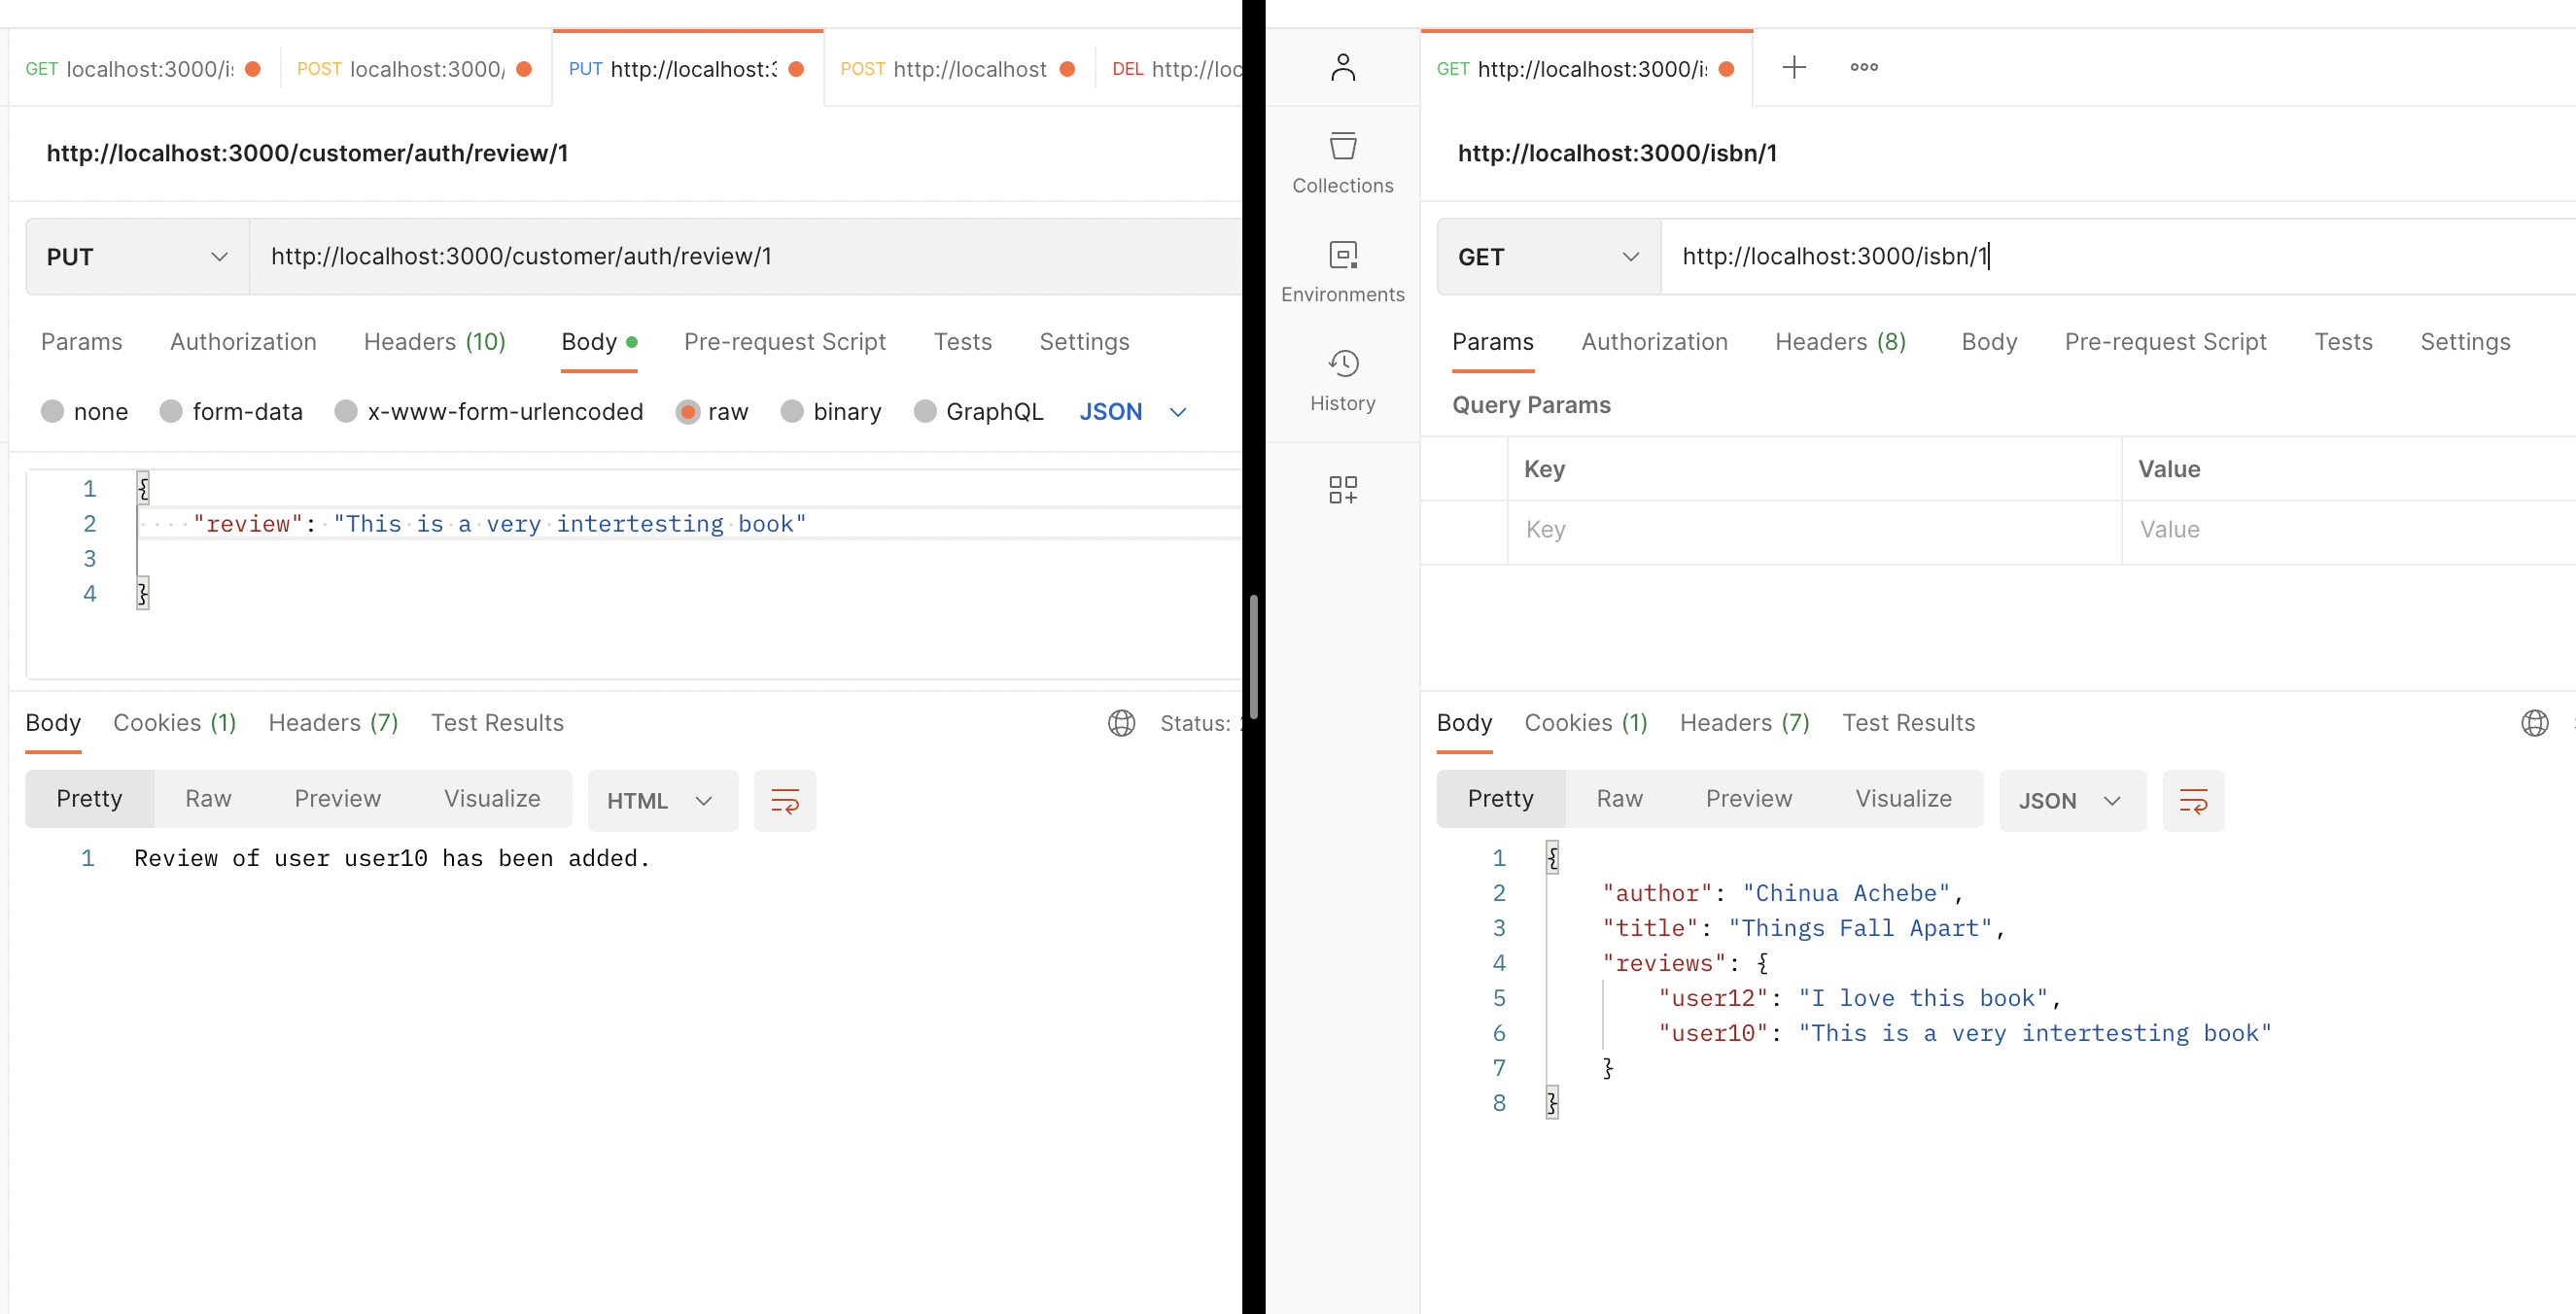 GET localhost:3000/i
POST localhost:3000/
PUT http://localhost:3
POST http://localhost
DEL http://loc
http://localhost:3000/customer/auth/review/1
PUT http://localhost:3000/customer/auth/review/1
Params Authorization Headers (10) Body Pre-request Script Tests Settings
none form-data x-www-form-urlencoded raw binary GraphQL JSON
1 {
2 "review": "This is a very intertesting book"
3
4 }
Body Cookies (1) Headers (7) Test Results Status:
Pretty Raw Preview Visualize HTML
1 Review of user user10 has been added.
Collections
Environments
History
GET http://localhost:3000/i
http://localhost:3000/isbn/1
GET http://localhost:3000/isbn/1
Params Authorization Headers (8) Body Pre-request Script Tests Settings
Query Params
Key Value
Key Value
Body Cookies (1) Headers (7) Test Results
Pretty Raw Preview Visualize JSON
1 {
2 "author": "Chinua Achebe",
3 "title": "Things Fall Apart",
4 "reviews": {
5 "user12": "I love this book",
6 "user10": "This is a very intertesting book"
7 }
8 }